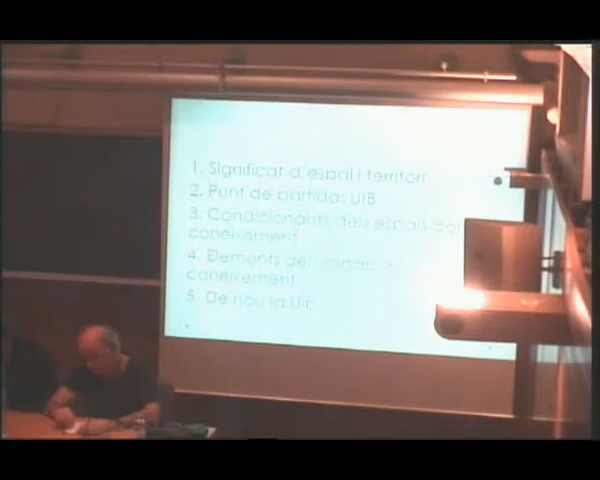 1. Significat d'espai i territori
2. Punt de partida: UIB
3. Condicionants dels espais del
coneixement
4. Elements dels
coneixement
5. De nou la Uib